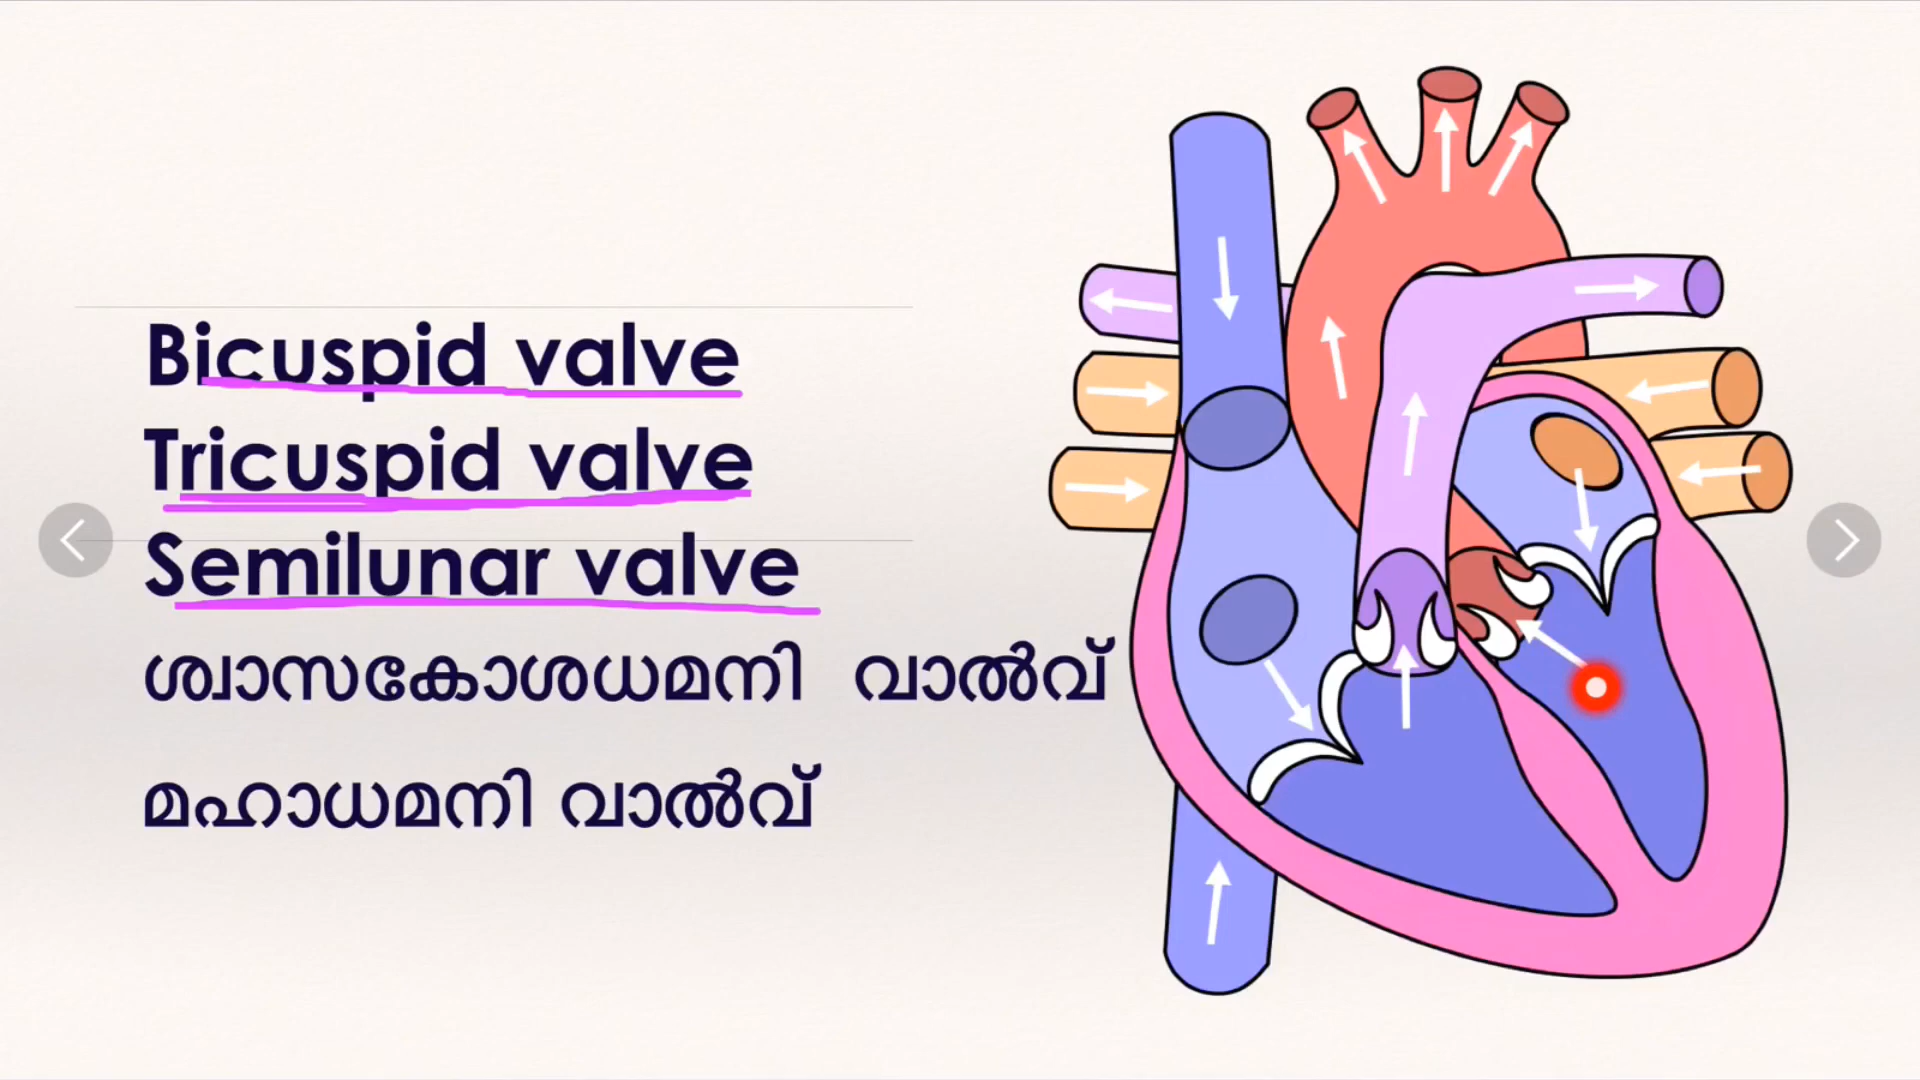 Bicuspid valve
Tricuspid valve
Semilunar valve
ശ്വാസകോശധമനി വാൽവ്
മഹാധമനി വാൽവ്